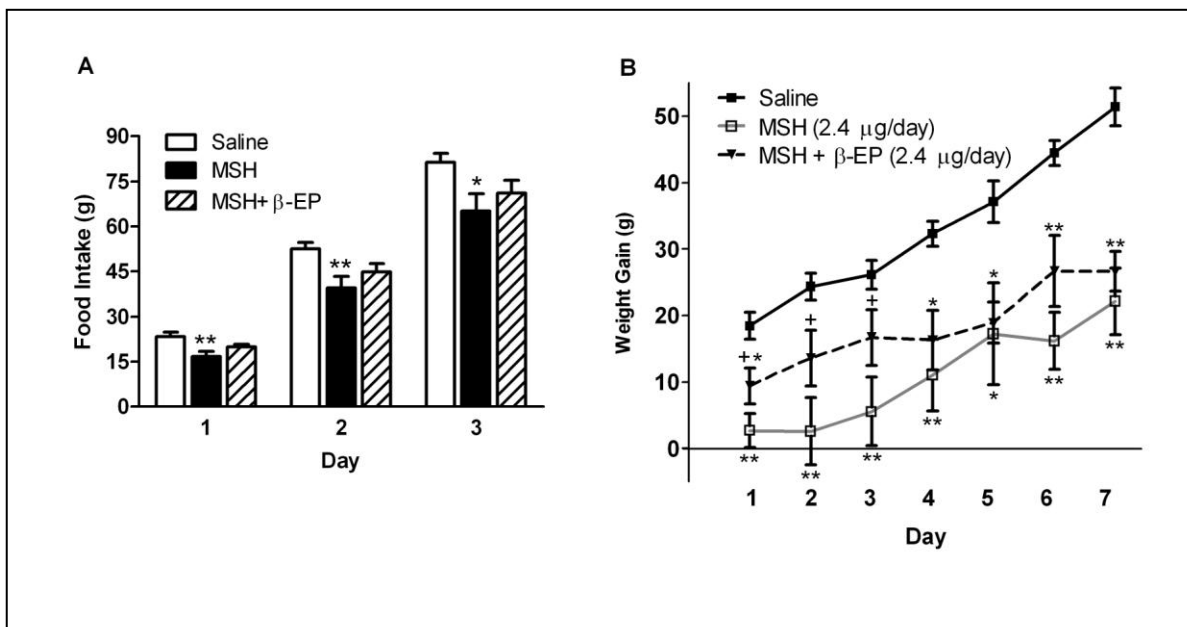 A
Saline
MSH
MSH+ β-EP
Food Intake (g)
90
75
60
45
30
15
0
**
**
*
1 2 3
Day
B
Saline
MSH (2.4 μg/day)
MSH + β-EP (2.4 μg/day)
Weight Gain (g)
50
40
30
20
10
0
+*
+
+
*
*
**
**
**
**
**
**
*
**
**
1 2 3 4 5 6 7
Day